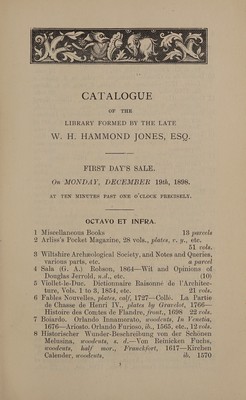 CATALOGUE
OF THE
LIBRARY FORMED BY THE LATE
W. H. HAMMOND JONES, ESQ.
FIRST DAY'S SALE.
On MONDAY, DECEMBER 19th, 1898.
AT TEN MINUTES PAST ONE O'CLOCK PRECISELY.
OCTAVO ET INFRA.
1 Miscellaneous Books 13 parcels
2 Arliss's Pocket Magazine, 28 vols., plates, v. y., etc.
51 vols.
3 Wiltshire Archæological Society, and Notes and Queries,
various parts, etc. a parcel
4 Sala (G. A.) Robson, 1864—Wit and Opinions of
Douglas Jerrold, n.d., etc. (10)
5 Viollet-le-Duc. Dictionnaire Raisonné de l'Architec-
ture, Vols. 1 to 3, 1854, etc. 21 vols.
6 Fables Nouvelles, plates, calf, 1727—Collé. La Partie
de Chasse de Henri IV., plates by Gravelot, 1766—
Histoire des Comtes de Flandre, front., 1698 22 vols.
7 Boiardo. Orlando Innamorato, woodcuts, In Venetia,
1676—Ariosto. Orlando Furioso, ib., 1565, etc., 12 vols.
8 Historischer Wunder-Beschreibung von der Schönen
Melusina, woodcuts, s. d.—Von Reinicken Fuchs,
woodcuts, half mor., Franckfort, 1617—Kirchen
Calender, woodcuts, ib. 1570